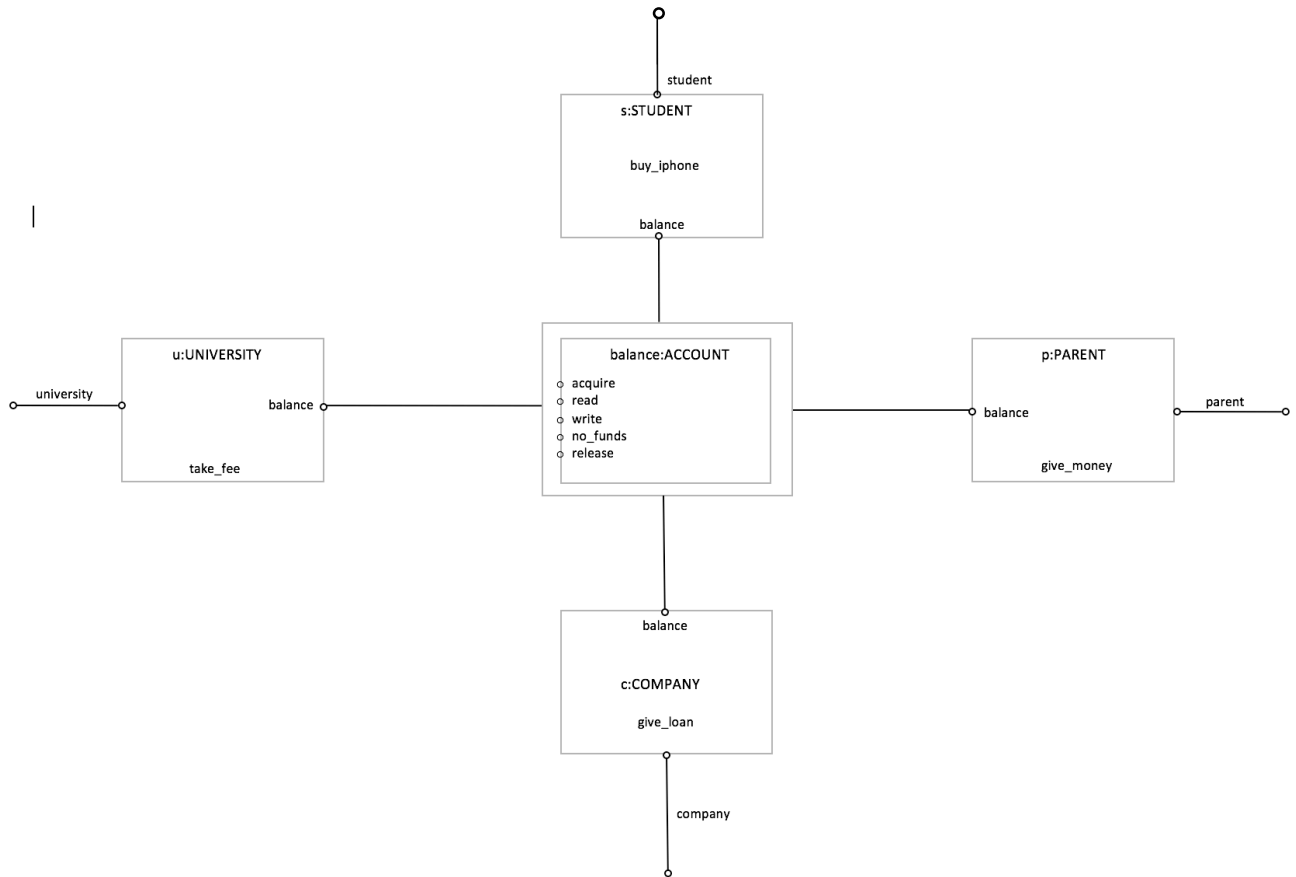 student
s:STUDENT
buy_iphone
balance
u:UNIVERSITY
university
balance
take_fee
balance:ACCOUNT
acquire
read
write
no_funds
release
p:PARENT
balance
parent
give_money
balance
c:COMPANY
give_loan
company